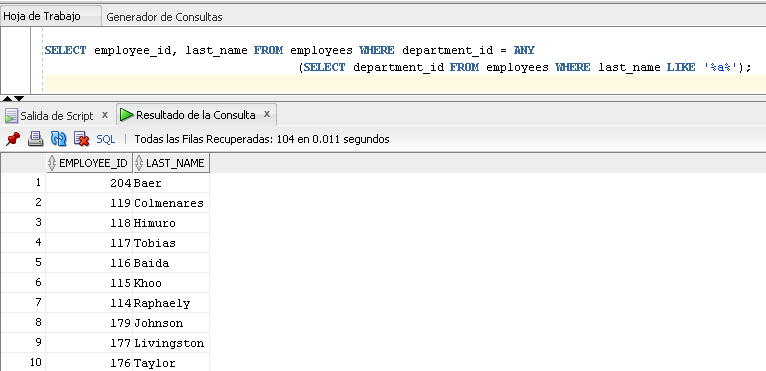 Hoja de Trabajo Generador de Consultas
SELECT employee_id, last_name FROM employees WHERE department_id = ANY
(SELECT department_id FROM employees WHERE last_name LIKE '%a%');
Salida de Script x Resultado de la Consulta x
SQL | Todas las Filas Recuperadas: 104 en 0.011 segundos
EMPLOYEE_ID LAST_NAME
1 204 Baer
2 119 Colmenares
3 118 Himuro
4 117 Tobias
5 116 Baida
6 115 Khoo
7 114 Raphaely
8 179 Johnson
9 177 Livingston
10 176 Taylor